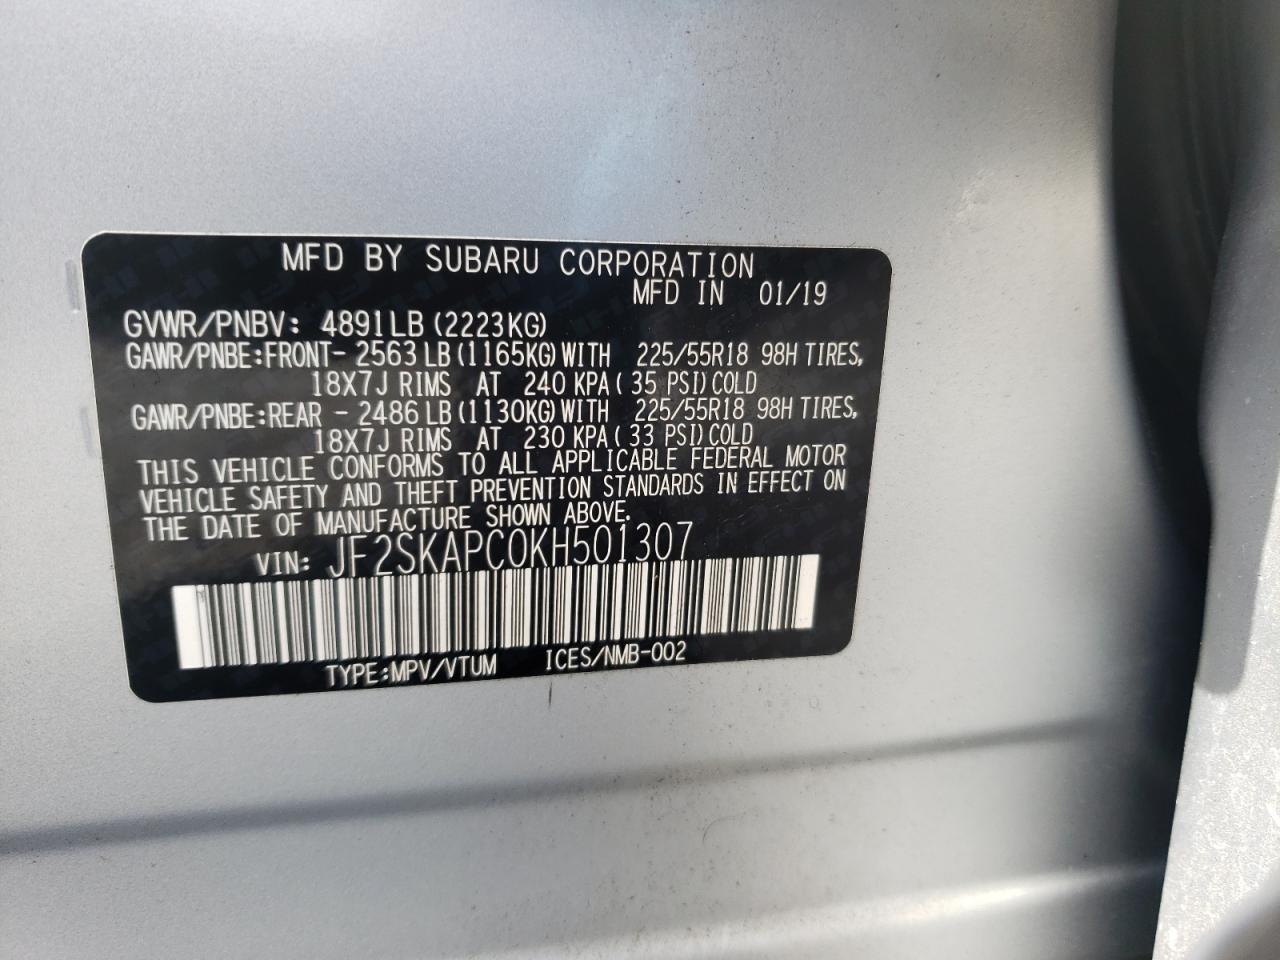 MFD BY SUBARU CORPORATION
MFD IN 01/19
GVWR/PNBV: 4891LB (2223KG)
GAWR/PNBE:FRONT- 2563 LB (1165KG)WITH 225/55R18 98H TIRES,
18X7J RIMS AT 240 KPA( 35 PSI)COLD
GAWR/PNBE:REAR - 2486 LB (1130KG)WITH 225/55R18 98H TIRES,
18X7J RIMS AT 230 KPA( 33 PSI)COLD
THIS VEHICLE CONFORMS TO ALL APPLICABLE FEDERAL MOTOR
VEHICLE SAFETY AND THEFT PREVENTION STANDARDS IN EFFECT ON
THE DATE OF MANUFACTURE SHOWN ABOVE.
VIN: JF2SKAPC0KH501307
TYPE:MPV/VTUM ICES/NMB-002